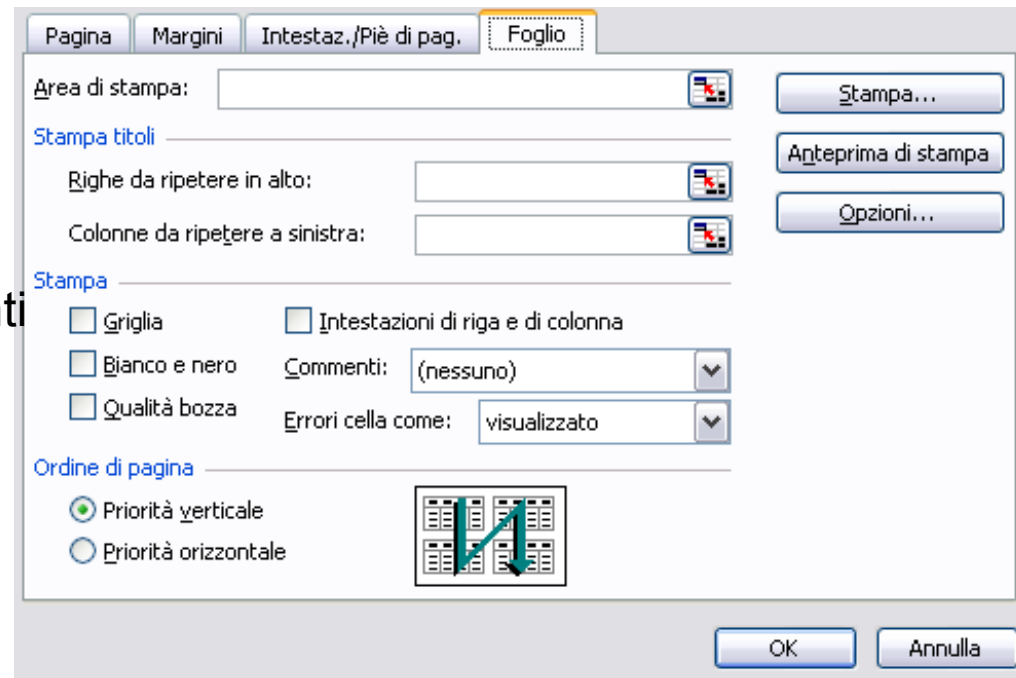 Pagina Margini Intestaz./Piè di pag. Foglio
Area di stampa:
Stampa...
Stampa titoli
Anteprima di stampa
Righe da ripetere in alto:
Opzioni...
Colonne da ripetere a sinistra:
Stampa
ti
Griglia Intestazioni di riga e di colonna
Bianco e nero Commenti: (nessuno)
Qualità bozza Errori cella come: visualizzato
Ordine di pagina
Priorità verticale
Priorità orizzontale
OK Annulla